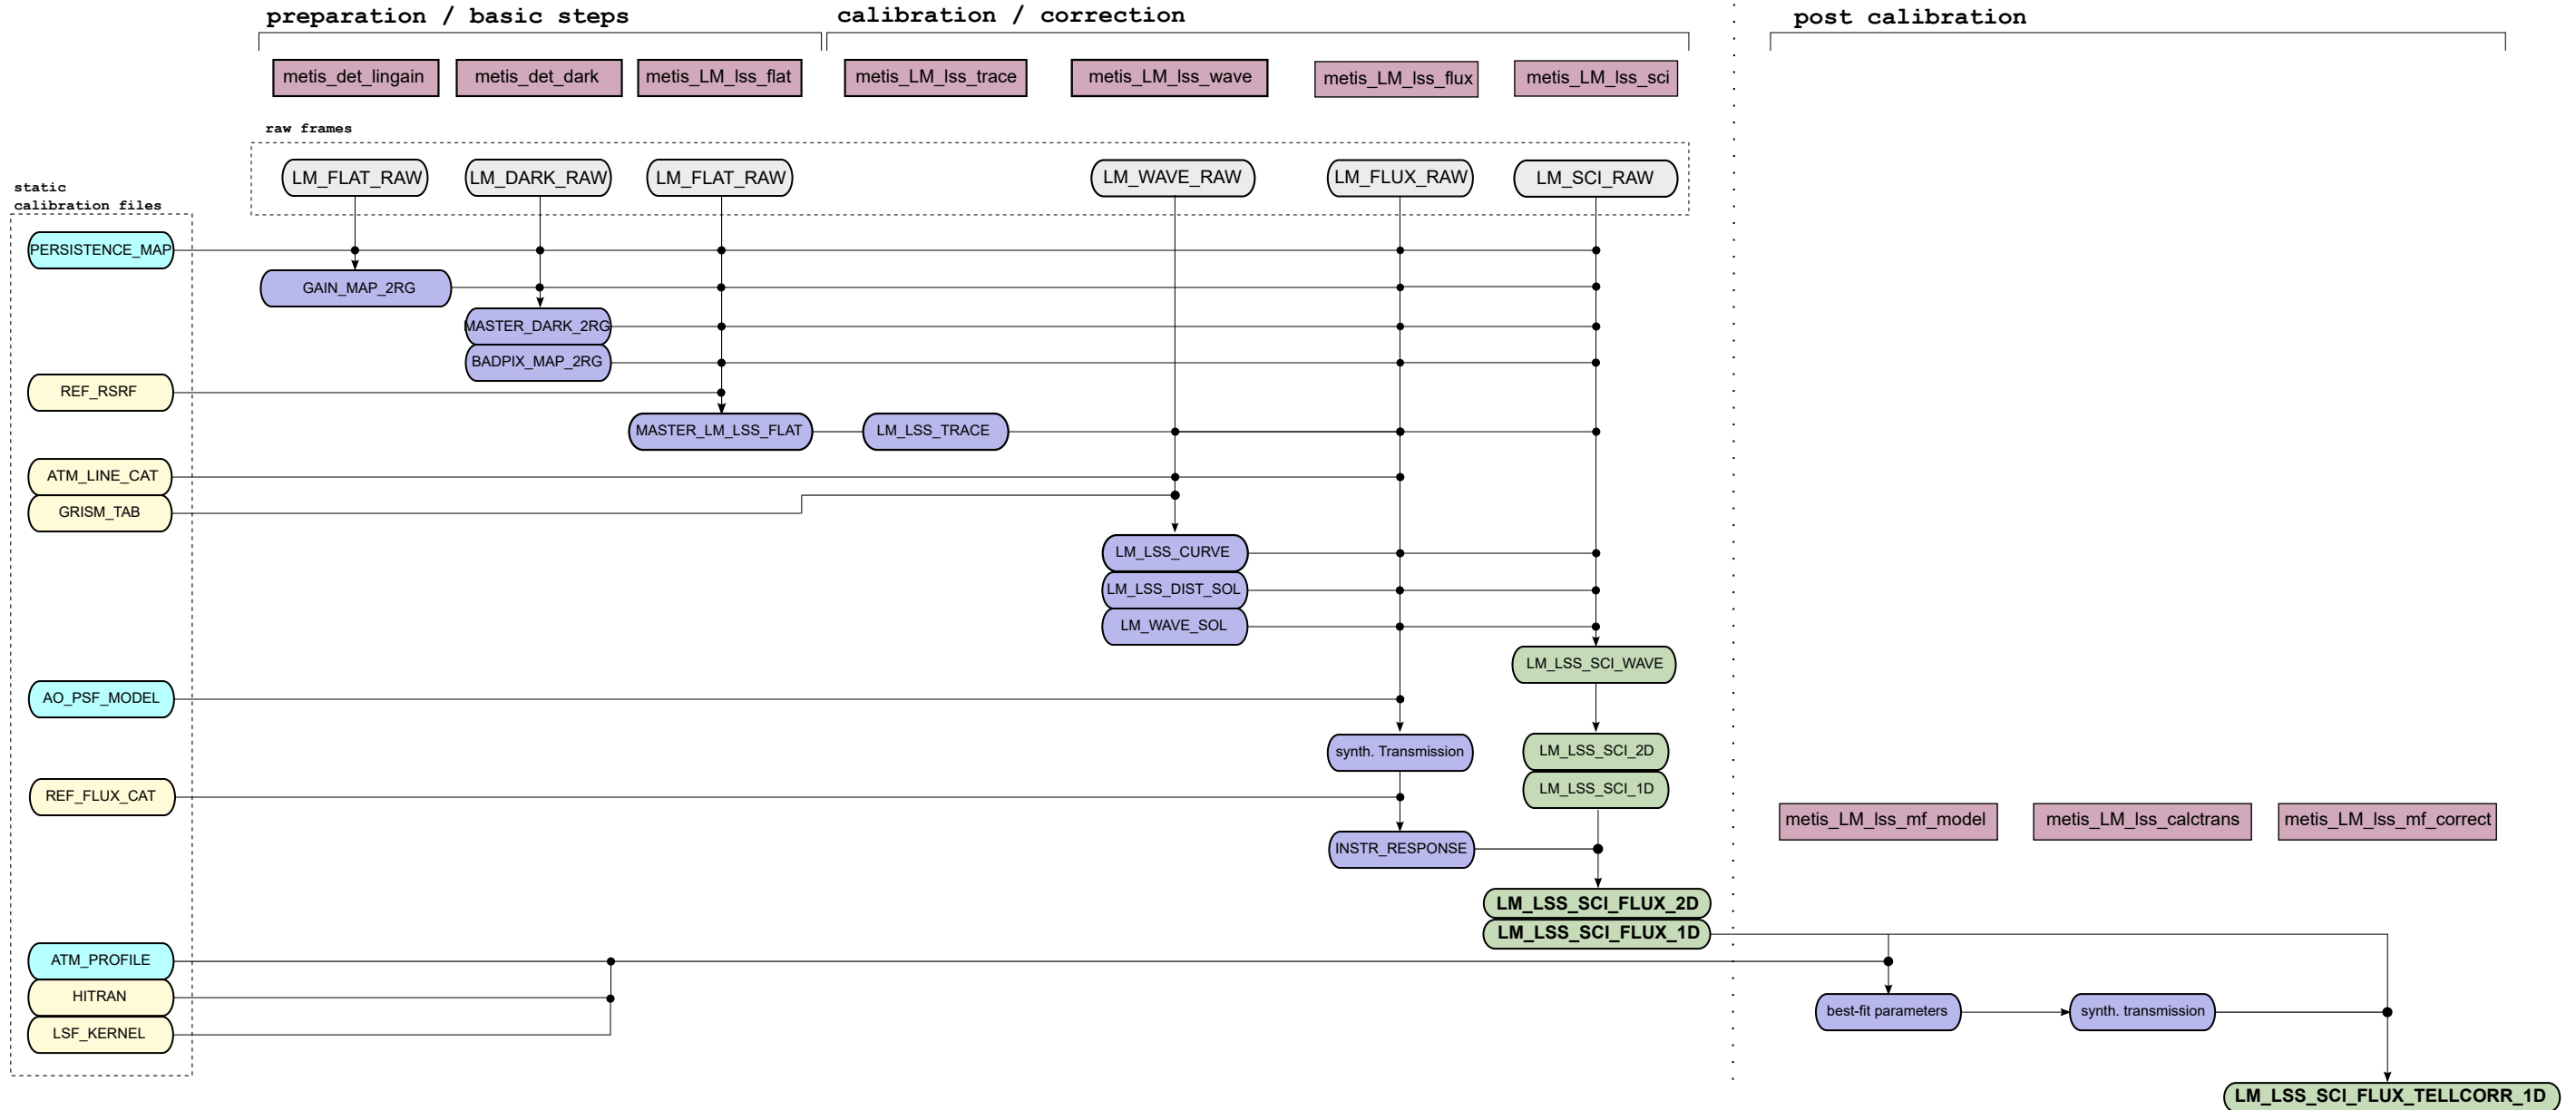 preparation / basic steps
calibration / correction
post calibration
metis_det_lingain
metis_det_dark
metis_LM_lss_flat
metis_LM_lss_trace
metis_LM_lss_wave
metis_LM_lss_flux
metis_LM_lss_sci
raw frames
LM_FLAT_RAW
LM_DARK_RAW
LM_FLAT_RAW
LM_WAVE_RAW
LM_FLUX_RAW
LM_SCI_RAW
static
calibration files
PERSISTENCE_MAP
GAIN_MAP_2RG
MASTER_DARK_2RG
BADPIX_MAP_2RG
REF_RSRF
MASTER_LM_LSS_FLAT
LM_LSS_TRACE
ATM_LINE_CAT
GRISM_TAB
LM_LSS_CURVE
LM_LSS_DIST_SOL
LM_WAVE_SOL
LM_LSS_SCI_WAVE
AO_PSF_MODEL
synth. Transmission
LM_LSS_SCI_2D
LM_LSS_SCI_1D
REF_FLUX_CAT
metis_LM_lss_mf_model
metis_LM_lss_calctrans
metis_LM_lss_mf_correct
INSTR_RESPONSE
LM_LSS_SCI_FLUX_2D
LM_LSS_SCI_FLUX_1D
ATM_PROFILE
HITRAN
LSF_KERNEL
best-fit parameters
synth. transmission
LM_LSS_SCI_FLUX_TELLCORR_1D